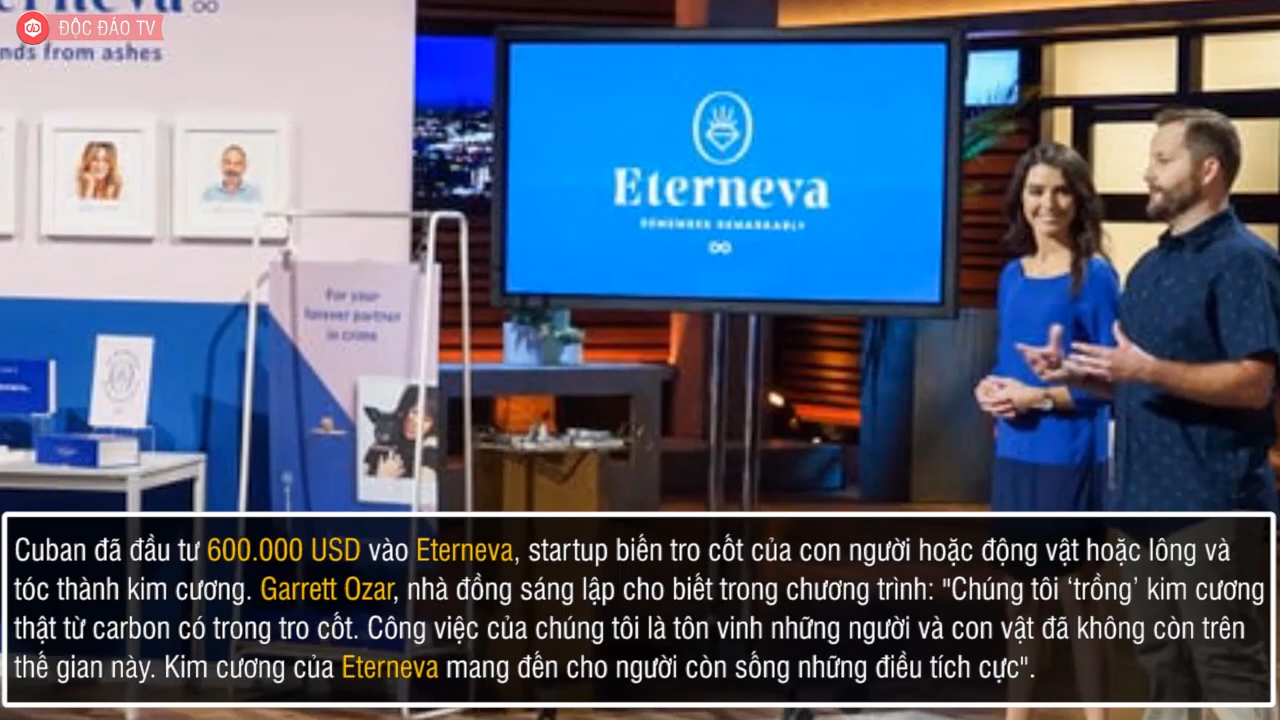 Eterneva
ĐỘC ĐÁO TV
nds from ashes
Eterneva
REMEMBER REMARKABLY
For your
forever partner
in crime
Cuban đã đầu tư 600.000 USD vào Eterneva, startup biến tro cốt của con người hoặc động vật hoặc lông và
tóc thành kim cương. Garrett Ozar, nhà đồng sáng lập cho biết trong chương trình: "Chúng tôi ‘trồng’ kim cương
thật từ carbon có trong tro cốt. Công việc của chúng tôi là tôn vinh những người và con vật đã không còn trên
thế gian này. Kim cương của Eterneva mang đến cho người còn sống những điều tích cực".